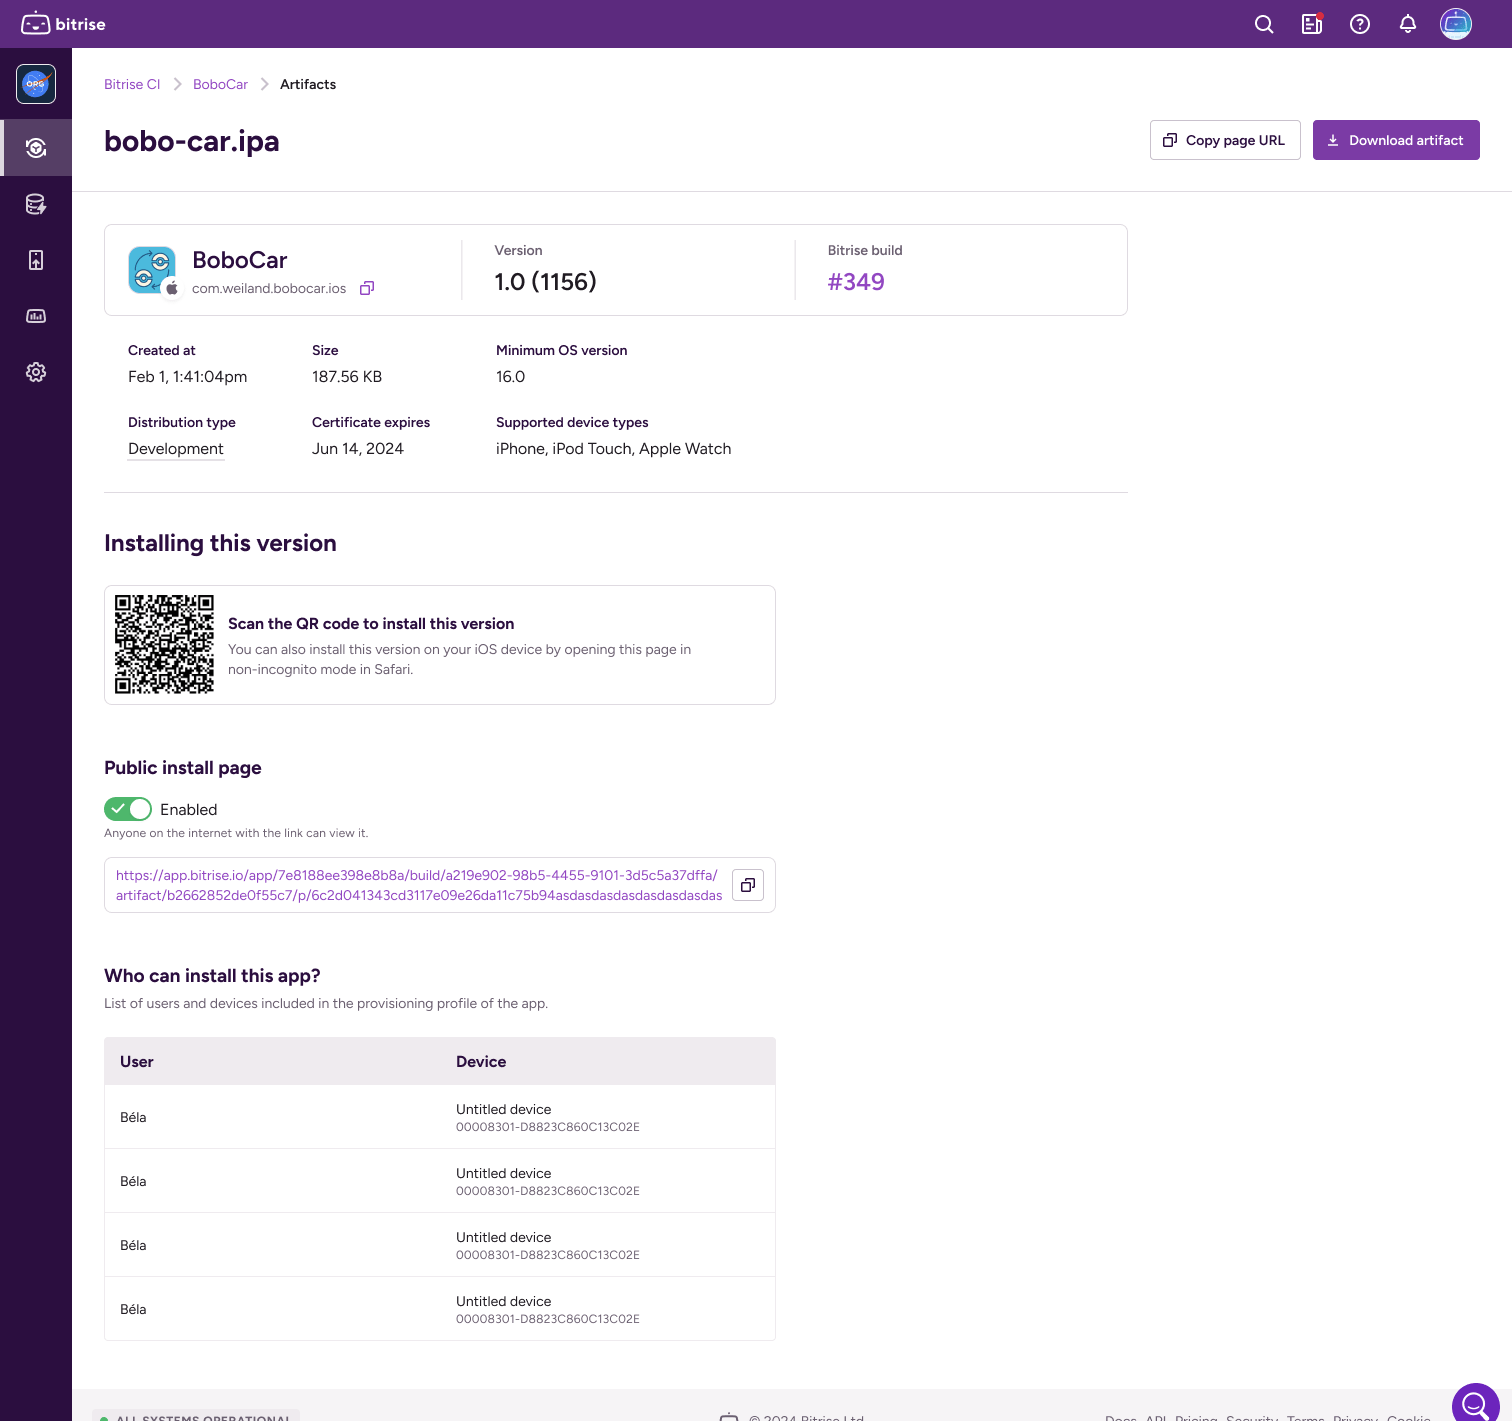 bitrise
ORG
Bitrise CI
BoboCar
Artifacts
bobo-car.ipa
Copy page URL
Download artifact
BoboCar
com.weiland.bobocar.ios
Version
1.0 (1156)
Bitrise build
#349
Created at
Feb 1, 1:41:04pm
Size
187.56 KB
Minimum OS version
16.0
Distribution type
Development
Certificate expires
Jun 14, 2024
Supported device types
iPhone, iPod Touch, Apple Watch
Installing this version
Scan the QR code to install this version
You can also install this version on your iOS device by opening this page in
non-incognito mode in Safari.
Public install page
Enabled
Anyone on the internet with the link can view it.
https://app.bitrise.io/app/7e8188ee398e8b8a/build/a219e902-98b5-4455-9101-3d5c5a37dffa/
artifact/b2662852de0f55c7/p/6c2d041343cd3117e09e26da11c75b94asdasdasdasdasdasdasdas
Who can install this app?
List of users and devices included in the provisioning profile of the app.
User
Device
Béla
Untitled device
00008301-D8823C860C13C02E
Béla
Untitled device
00008301-D8823C860C13C02E
Béla
Untitled device
00008301-D8823C860C13C02E
Béla
Untitled device
00008301-D8823C860C13C02E
ALL SYSTEMS OPERATIONAL
© 2024 Bitrise Ltd.
Docs API Pricing Security Terms Privacy Cookie